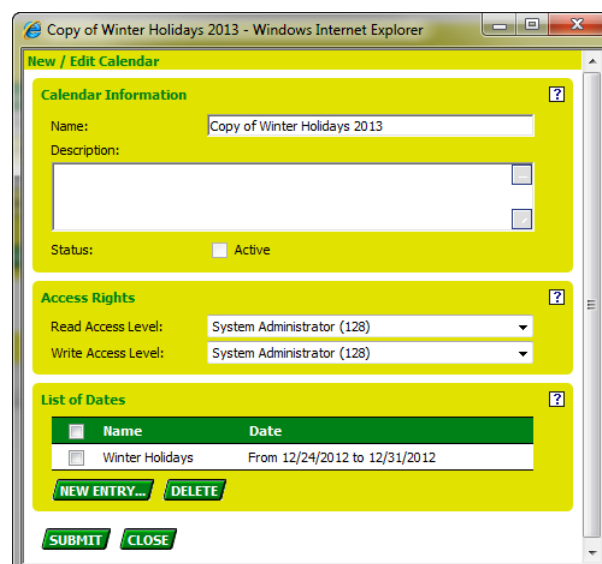 Copy of Winter Holidays 2013 - Windows Internet Explorer
New / Edit Calendar
Calendar Information ?
Name: Copy of Winter Holidays 2013
Description:
...
Status: Active
Access Rights ?
Read Access Level: System Administrator (128)
Write Access Level: System Administrator (128)
List of Dates ?
Name Date
Winter Holidays From 12/24/2012 to 12/31/2012
NEW ENTRY... DELETE
SUBMIT CLOSE